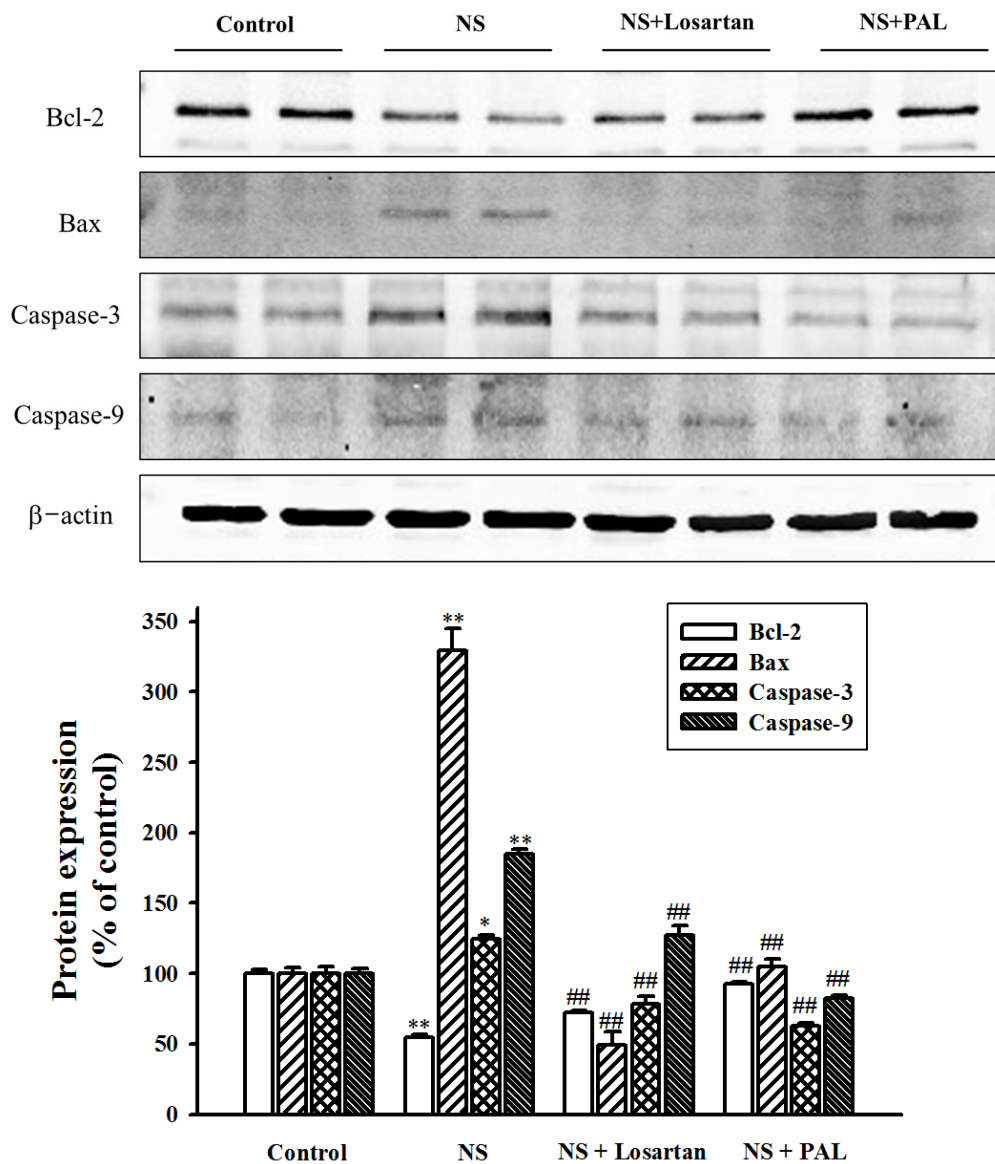 Control NS NS+Losartan NS+PAL
Bcl-2
Bax
Caspase-3
Caspase-9
β-actin
Protein expression
(% of control)
350
300
250
200
150
100
50
0
**
**
*
**
##
##
##
##
##
##
##
##
Bcl-2
Bax
Caspase-3
Caspase-9
Control NS NS + Losartan NS + PAL